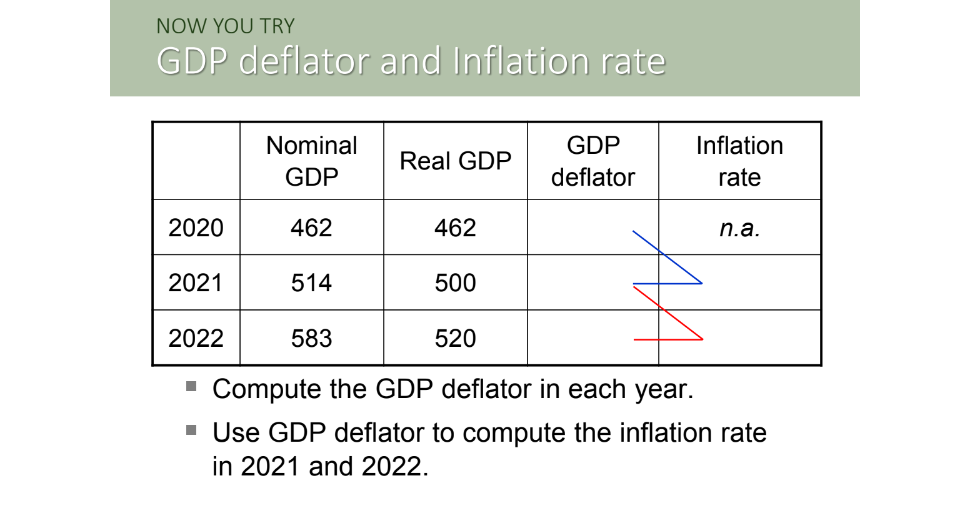 NOW YOU TRY
GDP deflator and Inflation rate
Nominal GDP Real GDP GDP deflator Inflation rate
2020 462 462 n.a.
2021 514 500
2022 583 520
Compute the GDP deflator in each year.
Use GDP deflator to compute the inflation rate
in 2021 and 2022.